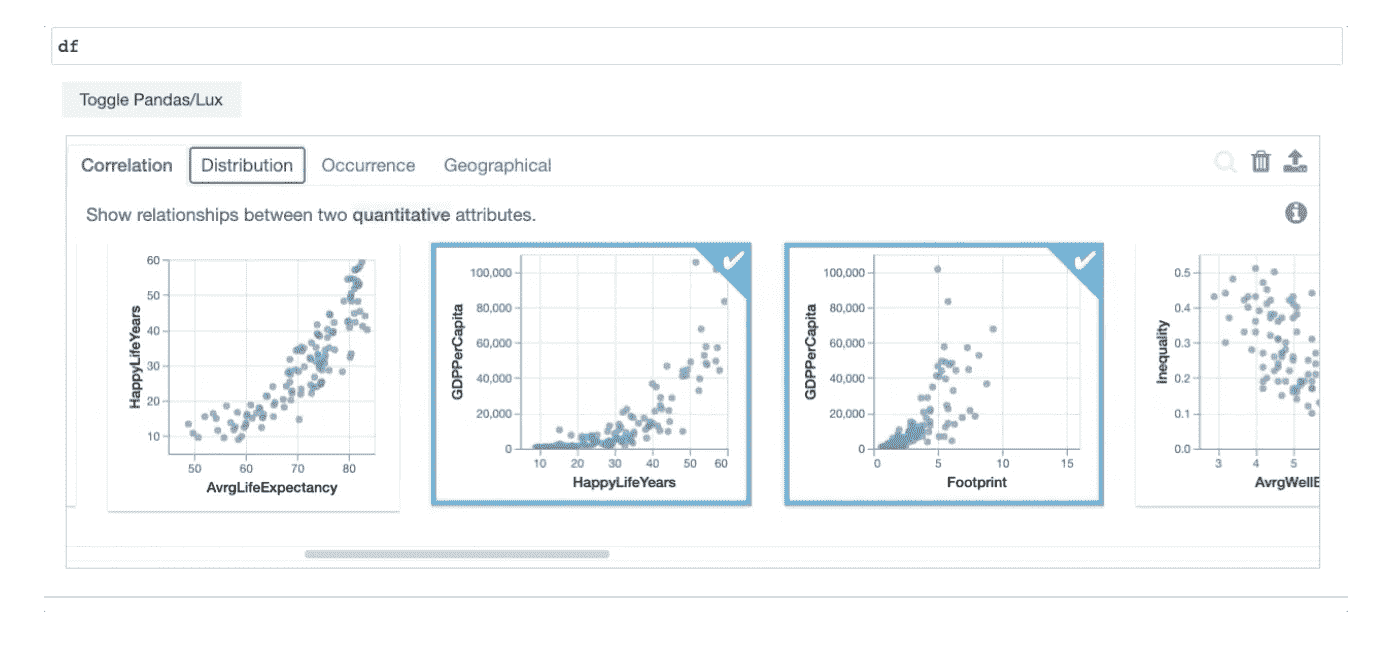 df
Toggle Pandas/Lux
Correlation Distribution Occurrence Geographical
Show relationships between two quantitative attributes.
60
50
40
30
20
10
HappyLifeYears
50 60 70 80
AvrgLifeExpectancy
100,000
80,000
60,000
40,000
20,000
0
GDPPerCapita
10 20 30 40 50 60
HappyLifeYears
100,000
80,000
60,000
40,000
20,000
0
GDPPerCapita
0 5 10 15
Footprint
0.5
0.4
0.3
0.2
0.1
0.0
Inequality
3 4 5
AvrgWellE